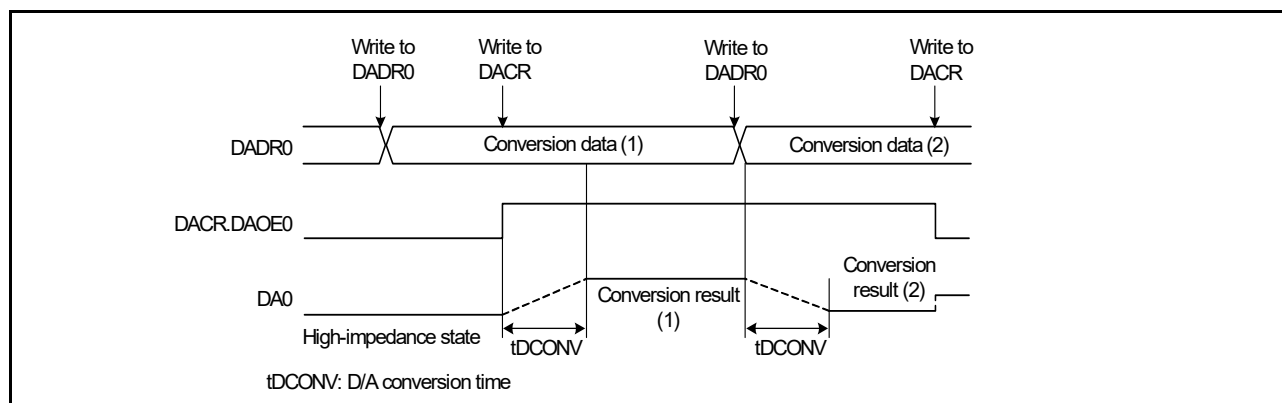 Write to
DADR0
Write to
DACR
Write to
DADR0
Write to
DACR
DADR0
Conversion data (1)
Conversion data (2)
DACR.DAOE0
DA0
Conversion result
(1)
Conversion
result (2)
High-impedance state
tDCONV
tDCONV
tDCONV: D/A conversion time